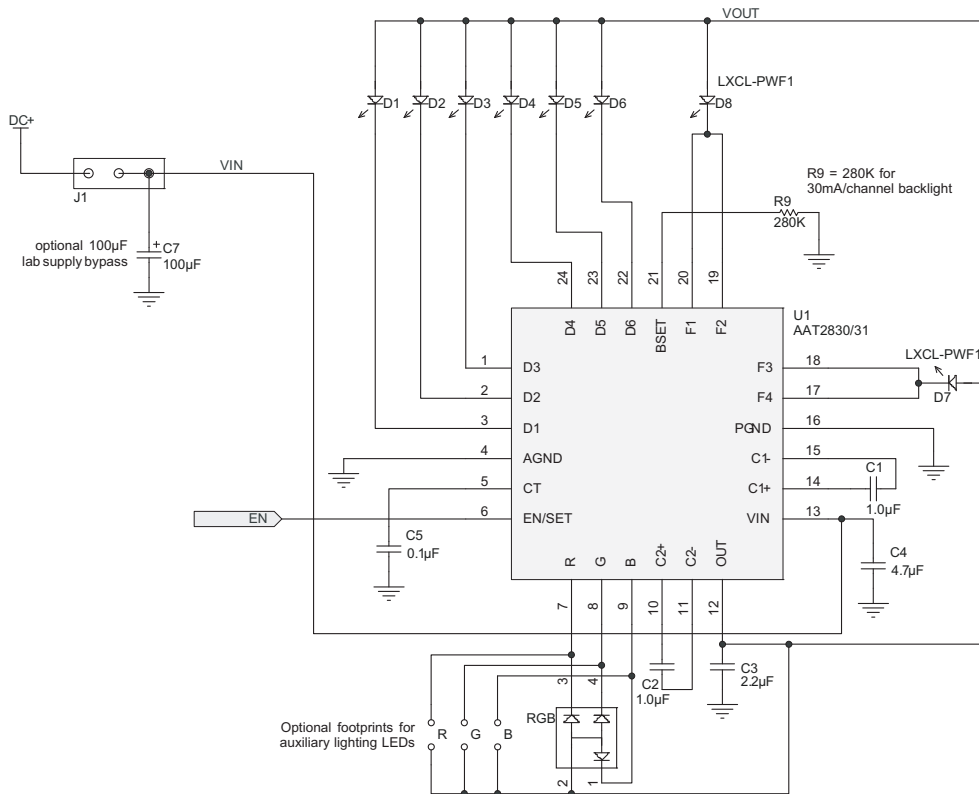 VOUT
LXCL-PWF1
D1
D2
D3
D4
D5
D6
D8
DC+
VIN
J1
R9 = 280K for
30mA/channel backlight
R9
280K
optional 100µF
lab supply bypass
+
C7
100µF
24
23
22
21
20
19
U1
AAT2830/31
D4
D5
D6
BSET
F1
F2
LXCL-PWF1
D7
1
D3
F3
18
2
D2
F4
17
3
D1
PGND
16
4
AGND
C1-
15
C1
1.0µF
5
CT
C1+
14
EN
6
EN/SET
VIN
13
C5
0.1µF
C4
4.7µF
R
G
B
C2+
C2-
OUT
7
8
9
10
11
12
C2
1.0µF
C3
2.2µF
3
4
RGB
Optional footprints for
auxiliary lighting LEDs
R
G
B
2
1